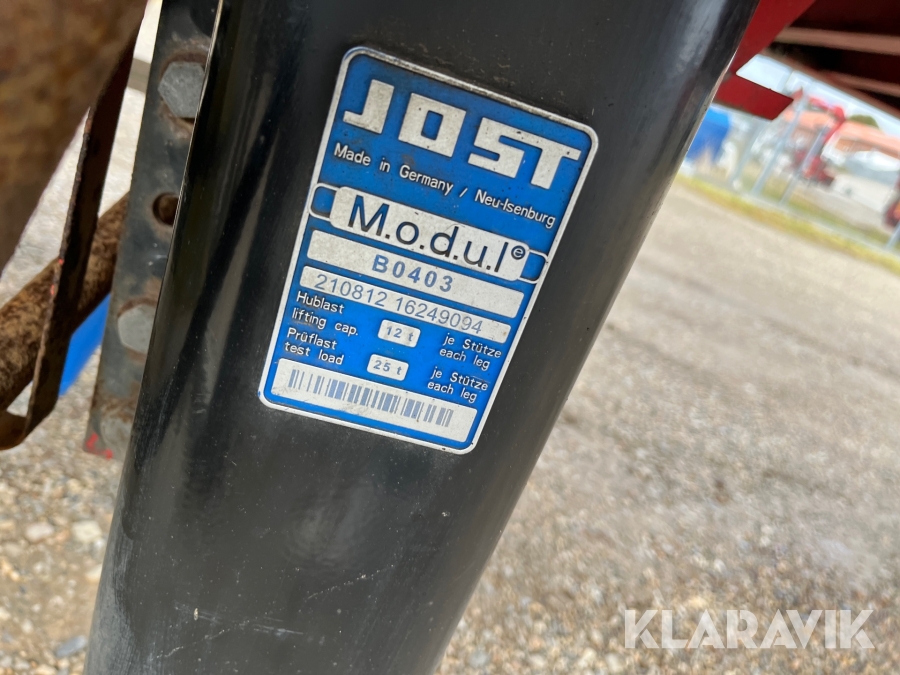 JOST
Made in Germany / Neu-Isenburg
M.o.d.u.l®
B0403
210812 16249094
Hublast
lifting cap. 12 t je Stütze
each leg
Prüflast
test load 25 t je Stütze
each leg
KLARAVIK